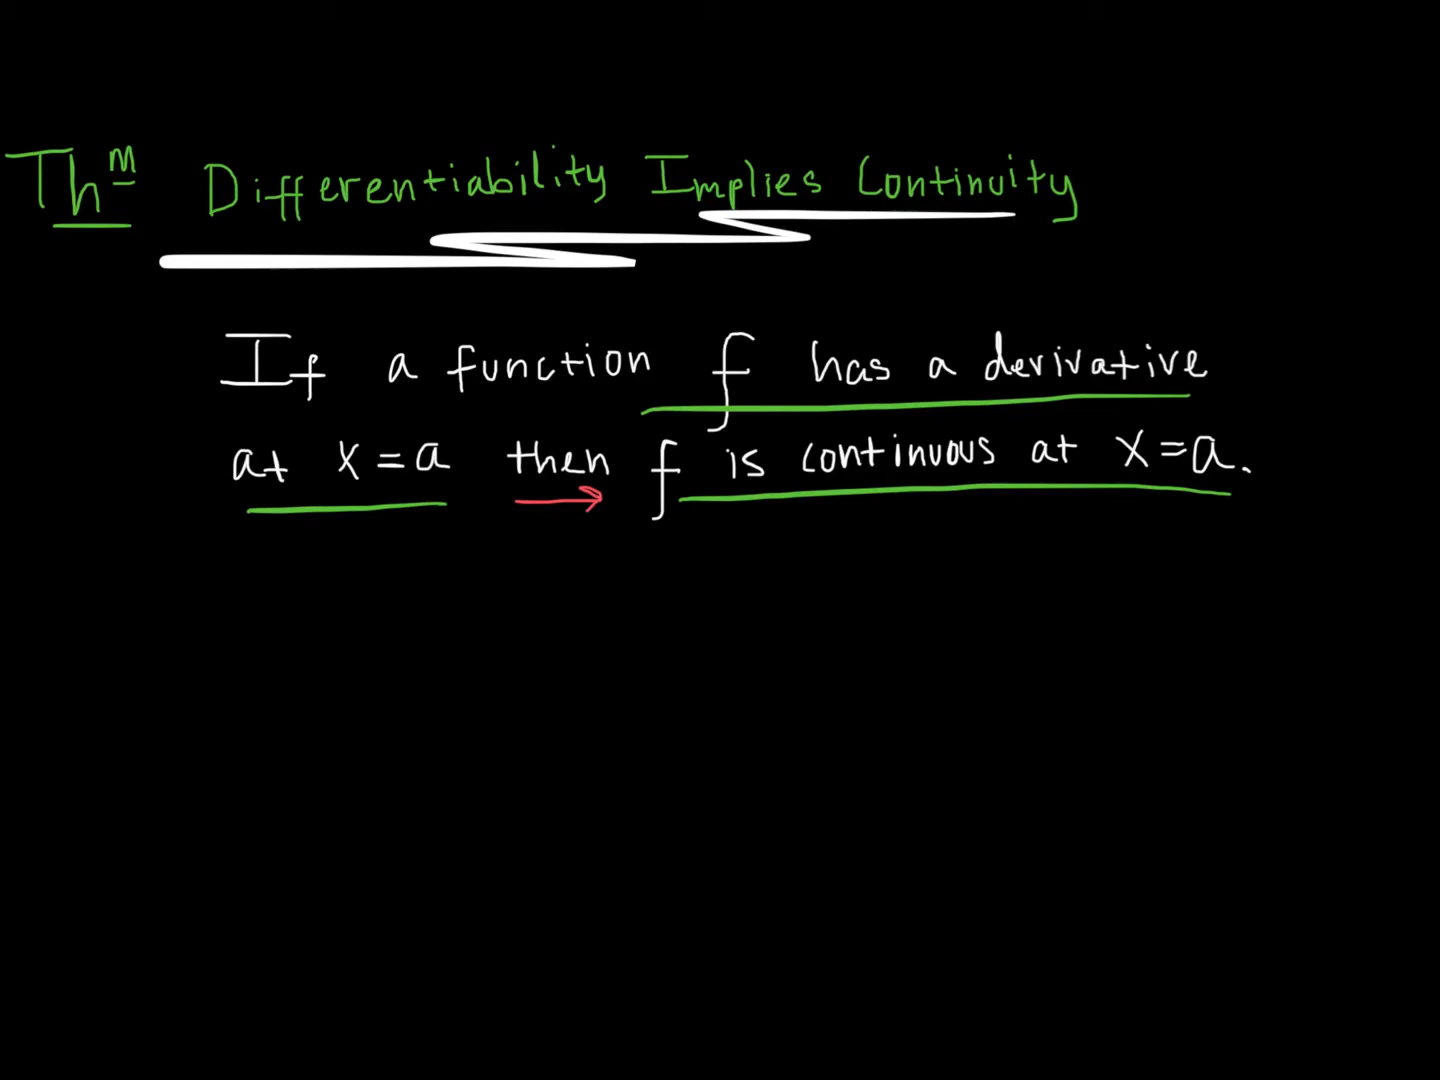 Thm Differentiability Implies Continuity
If a function f has a derivative
at x = a then f is continuous at x = a.